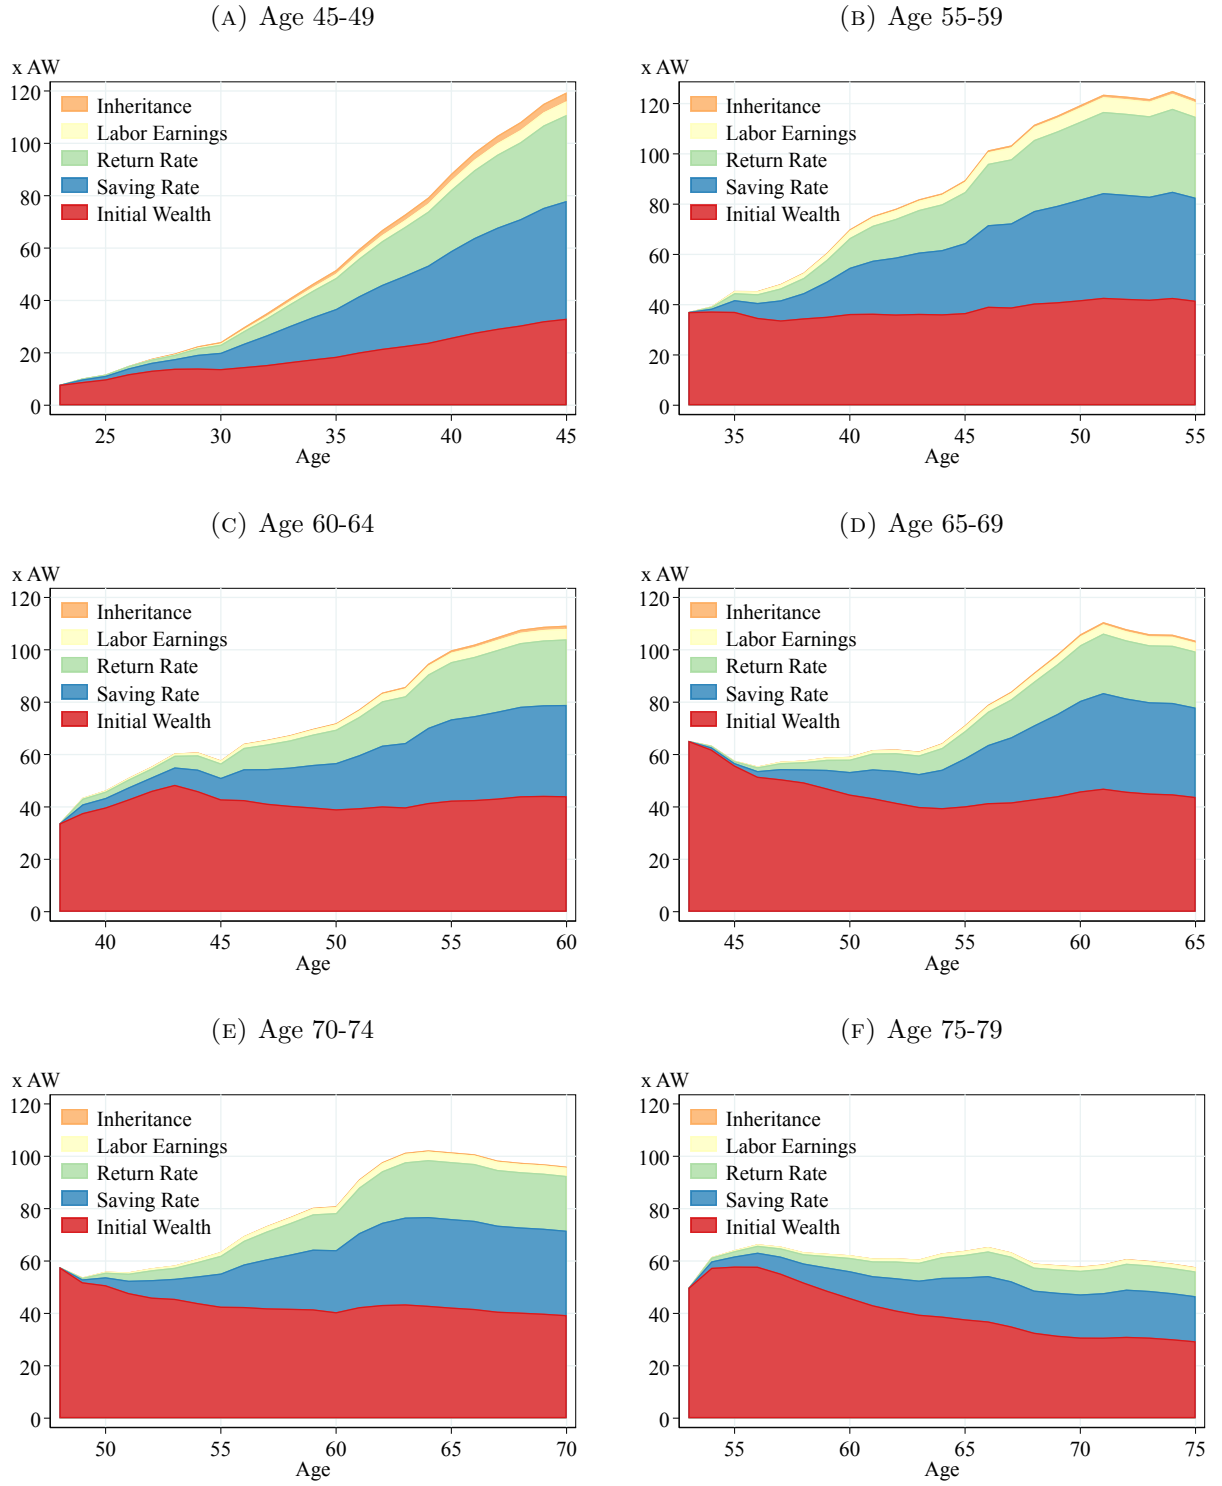 (A) Age 45-49
x AW
120
100
80
60
40
20
0
Inheritance
Labor Earnings
Return Rate
Saving Rate
Initial Wealth
25 30 35 40 45
Age
(B) Age 55-59
x AW
120
100
80
60
40
20
0
Inheritance
Labor Earnings
Return Rate
Saving Rate
Initial Wealth
35 40 45 50 55
Age
(C) Age 60-64
x AW
120
100
80
60
40
20
0
Inheritance
Labor Earnings
Return Rate
Saving Rate
Initial Wealth
40 45 50 55 60
Age
(D) Age 65-69
x AW
120
100
80
60
40
20
0
Inheritance
Labor Earnings
Return Rate
Saving Rate
Initial Wealth
45 50 55 60 65
Age
(E) Age 70-74
x AW
120
100
80
60
40
20
0
Inheritance
Labor Earnings
Return Rate
Saving Rate
Initial Wealth
50 55 60 65 70
Age
(F) Age 75-79
x AW
120
100
80
60
40
20
0
Inheritance
Labor Earnings
Return Rate
Saving Rate
Initial Wealth
55 60 65 70 75
Age